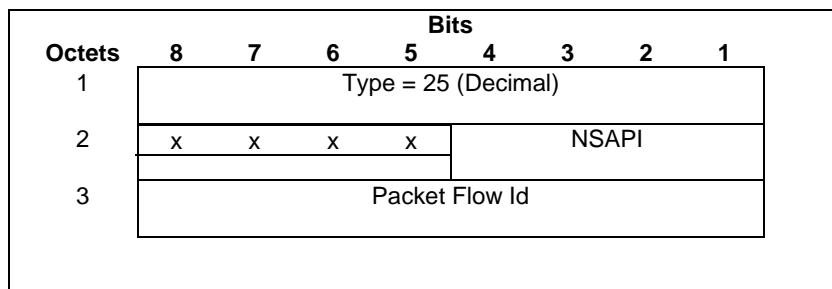 Bits
Octets 8 7 6 5 4 3 2 1
1 Type = 25 (Decimal)
2 x x x x NSAPI
3 Packet Flow Id